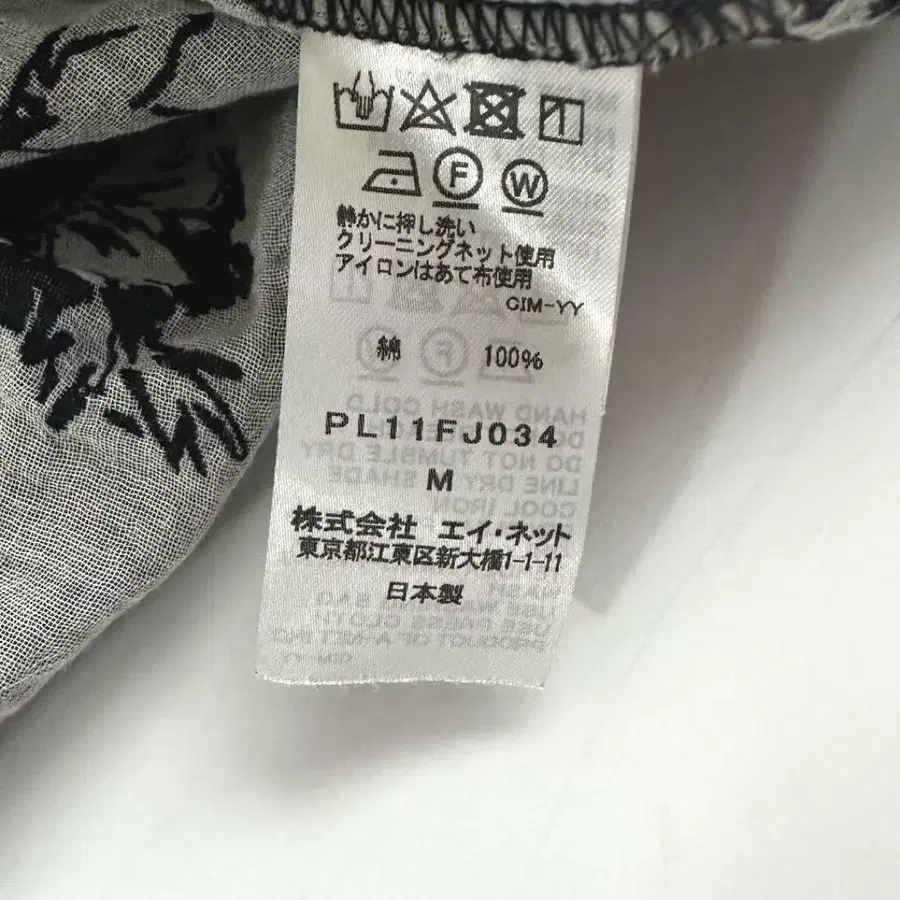 F W
静かに押し洗い
クリーニングネット使用
アイロンはあて布使用
CIM-YY
綿 100%
PL11FJ034
M
株式会社 エイ・ネット
東京都江東区新大橋1-1-11
日本製